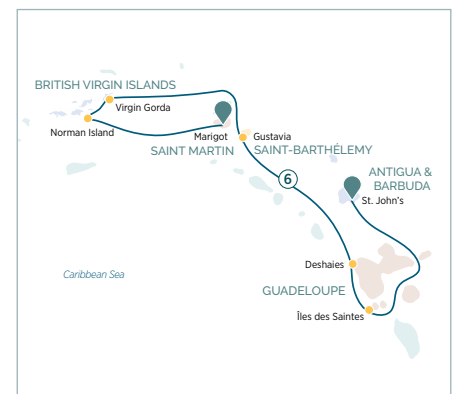 BRITISH VIRGIN ISLANDS
Virgin Gorda
Norman Island
Marigot
Gustavia
SAINT MARTIN
SAINT-BARTHÉLEMY
6
ANTIGUA &
BARBUDA
St. John's
Deshaies
Caribbean Sea
GUADELOUPE
Îles des Saintes